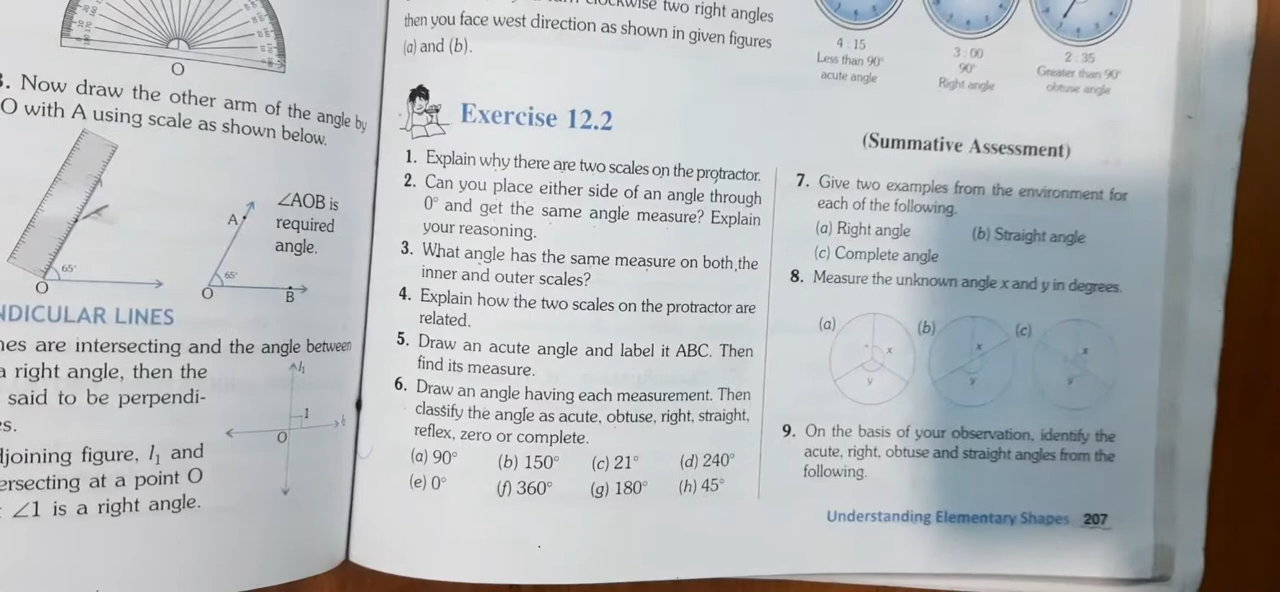 O
3. Now draw the other arm of the angle by
O with A using scale as shown below.
65°
O
A
65°
O
B
∠AOB is
required
angle.
NDICULAR LINES
nes are intersecting and the angle between
a right angle, then the
said to be perpendi-
es.
l₁
1
O
djoining figure, l₁ and
ersecting at a point O
∠1 is a right angle.
clockwise two right angles
then you face west direction as shown in given figures
(a) and (b).
4 : 15
Less than 90°
acute angle
3 : 00
90°
Right angle
2 : 35
Greater than 90°
obtuse angle
Exercise 12.2
(Summative Assessment)
1. Explain why there are two scales on the protractor.
2. Can you place either side of an angle through
0° and get the same angle measure? Explain
your reasoning.
3. What angle has the same measure on both the
inner and outer scales?
4. Explain how the two scales on the protractor are
related.
5. Draw an acute angle and label it ABC. Then
find its measure.
6. Draw an angle having each measurement. Then
classify the angle as acute, obtuse, right, straight,
reflex, zero or complete.
(a) 90° (b) 150° (c) 21° (d) 240°
(e) 0° (f) 360° (g) 180° (h) 45°
7. Give two examples from the environment for
each of the following.
(a) Right angle (b) Straight angle
(c) Complete angle
8. Measure the unknown angle x and y in degrees.
(a) x y (b) x y (c) x y
9. On the basis of your observation, identify the
acute, right, obtuse and straight angles from the
following.
Understanding Elementary Shapes 207